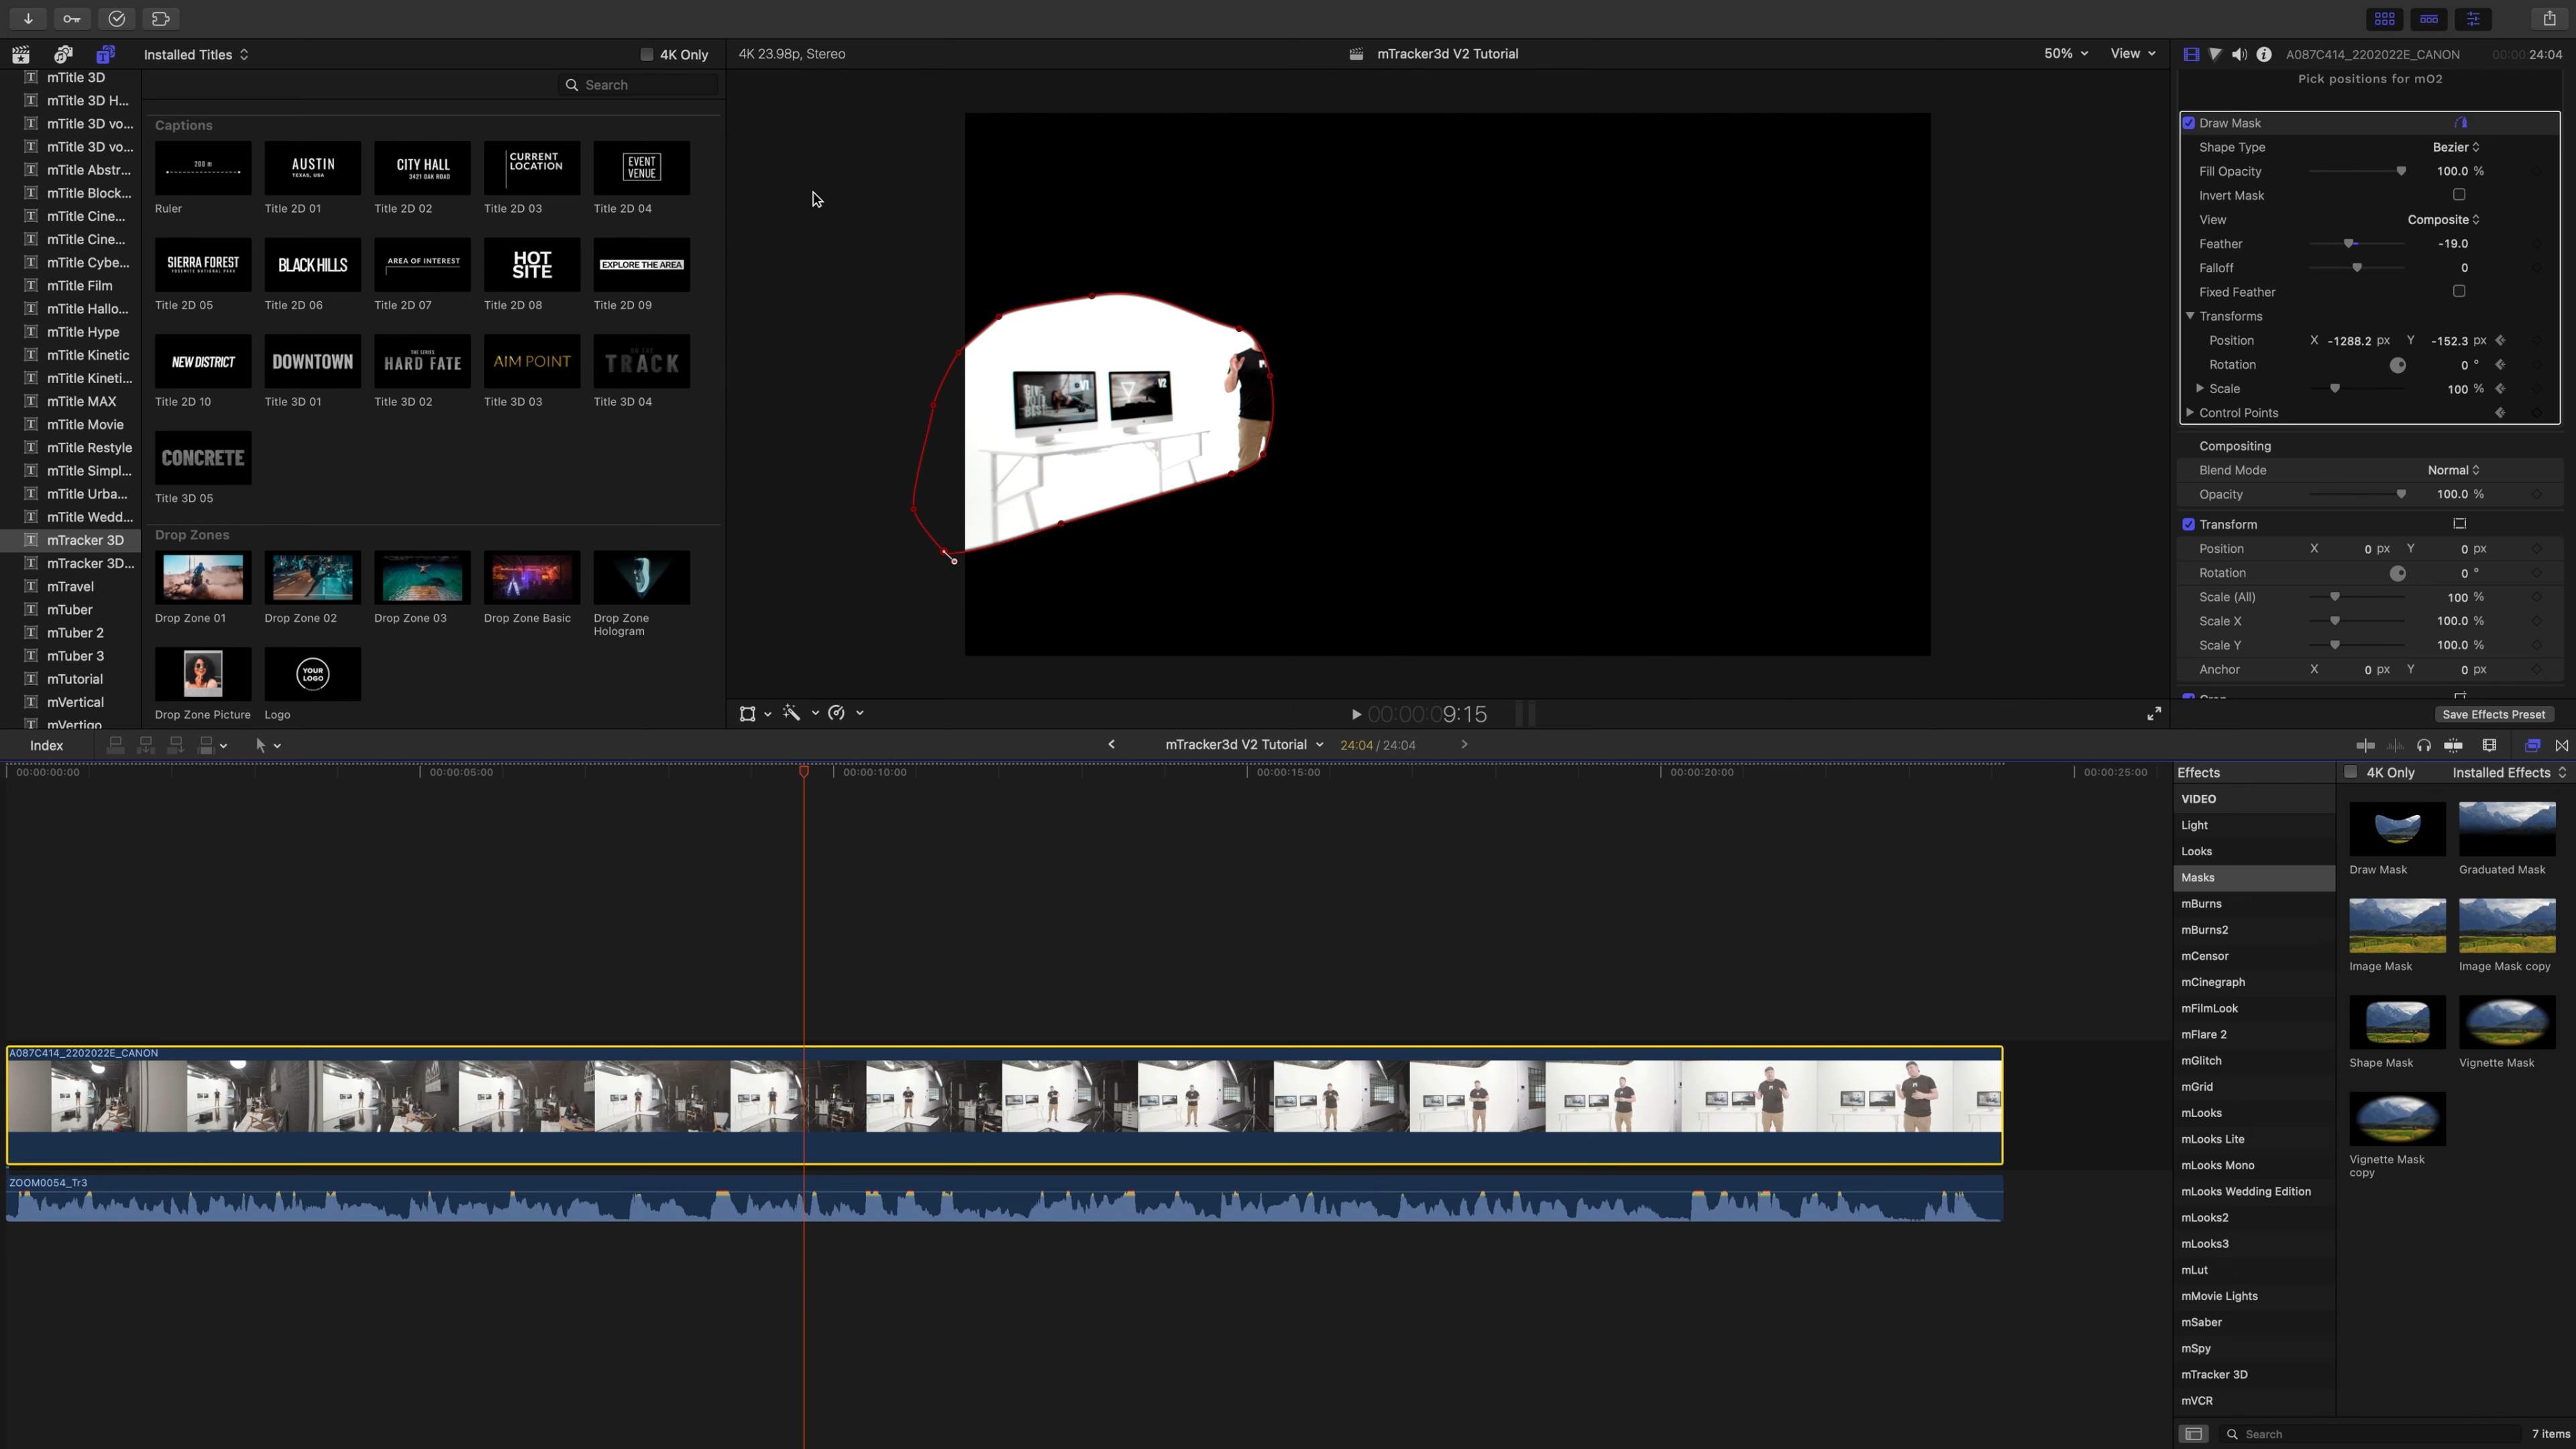 Installed Titles
4K Only
4K 23.98p, Stereo
mTracker3d V2 Tutorial
50%
View
A087C414_2202022E_CANON
00:00:24:04
Search
mTitle 3D
mTitle 3D H...
mTitle 3D vo...
mTitle 3D vo...
mTitle Abstr...
mTitle Block...
mTitle Cine...
mTitle Cine...
mTitle Cybe...
mTitle Film
mTitle Hallo...
mTitle Hype
mTitle Kinetic
mTitle Kineti...
mTitle MAX
mTitle Movie
mTitle Restyle
mTitle Simpl...
mTitle Urba...
mTitle Wedd...
mTracker 3D
mTracker 3D...
mTravel
mTuber
mTuber 2
mTuber 3
mTutorial
mVertical
mVertigo
Captions
200 m
AUSTIN
TEXAS, USA
CITY HALL
3421 OAK ROAD
CURRENT
LOCATION
EVENT
VENUE
Ruler
Title 2D 01
Title 2D 02
Title 2D 03
Title 2D 04
SIERRA FOREST
YOSEMITE NATIONAL PARK
BLACK HILLS
AREA OF INTEREST
HOT
SITE
EXPLORE THE AREA
Title 2D 05
Title 2D 06
Title 2D 07
Title 2D 08
Title 2D 09
NEW DISTRICT
DOWNTOWN
THE SERIES
HARD FATE
AIM POINT
ON THE
TRACK
Title 2D 10
Title 3D 01
Title 3D 02
Title 3D 03
Title 3D 04
CONCRETE
Title 3D 05
Drop Zones
Drop Zone 01
Drop Zone 02
Drop Zone 03
Drop Zone Basic
Drop Zone
Hologram
YOUR
LOGO
Drop Zone Picture
Logo
V1
V2
00:00:09:15
Pick positions for mO2
Draw Mask
Shape Type
Bezier
Fill Opacity
100.0 %
Invert Mask
View
Composite
Feather
-19.0
Falloff
0
Fixed Feather
Transforms
Position X -1288.2 px Y -152.3 px
Rotation
0 °
Scale
100 %
Control Points
Compositing
Blend Mode
Normal
Opacity
100.0 %
Transform
Position X 0 px Y 0 px
Rotation
0 °
Scale (All)
100 %
Scale X
100.0 %
Scale Y
100.0 %
Anchor X 0 px Y 0 px
Crop
Save Effects Preset
Index
mTracker3d V2 Tutorial
24:04 / 24:04
00:00:00:00
00:00:05:00
00:00:10:00
00:00:15:00
00:00:20:00
00:00:25:00
A087C414_2202022E_CANON
ZOOM0054_Tr3
Effects
4K Only
Installed Effects
VIDEO
Light
Looks
Masks
mBurns
mBurns2
mCensor
mCinegraph
mFilmLook
mFlare 2
mGlitch
mGrid
mLooks
mLooks Lite
mLooks Mono
mLooks Wedding Edition
mLooks2
mLooks3
mLut
mMovie Lights
mSaber
mSpy
mTracker 3D
mVCR
Draw Mask
Graduated Mask
Image Mask
Image Mask copy
Shape Mask
Vignette Mask
Vignette Mask
copy
Search
7 items